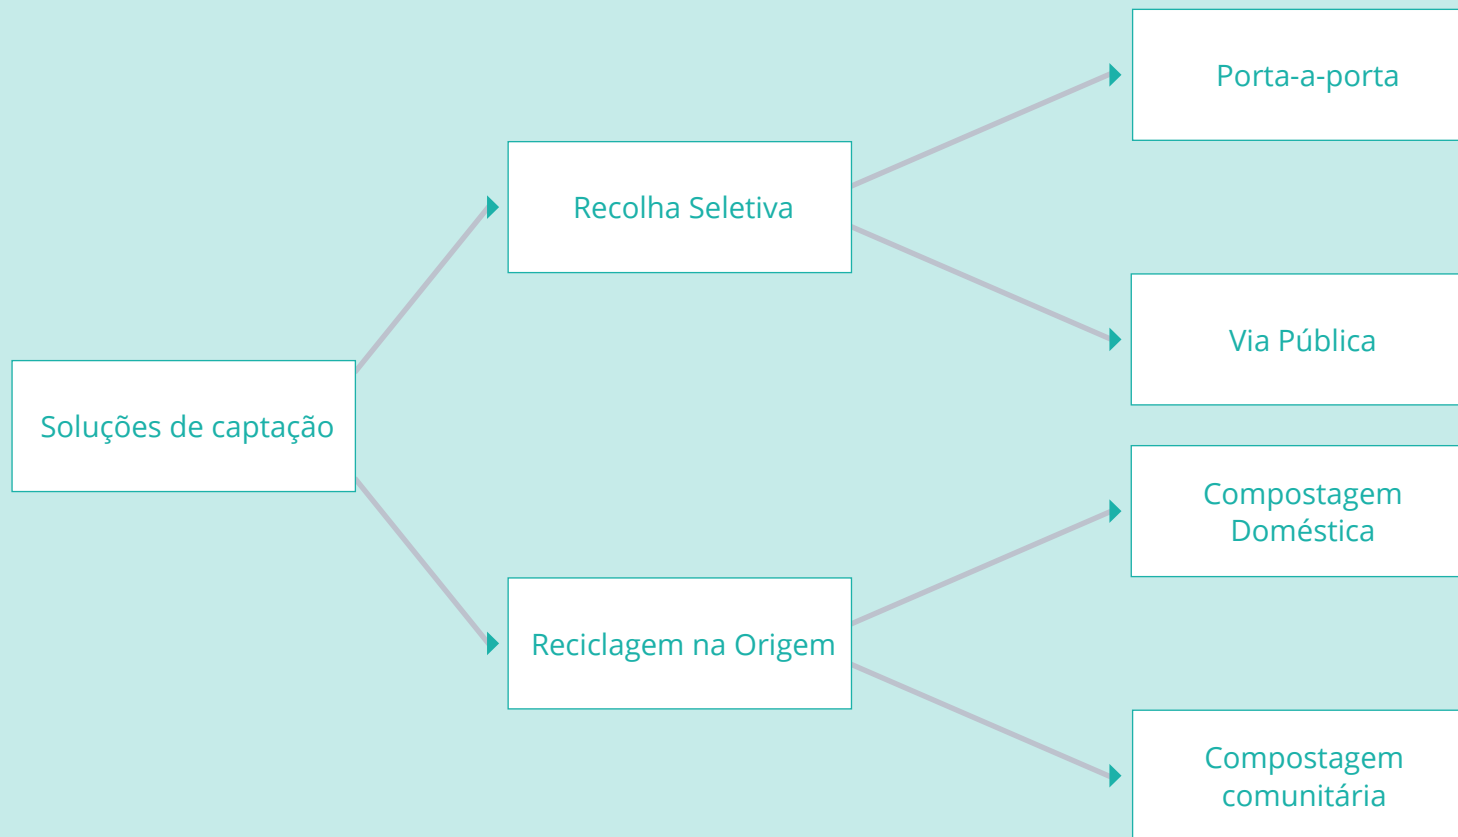 Soluções de captação
Recolha Seletiva
Porta-a-porta
Via Pública
Reciclagem na Origem
Compostagem
Doméstica
Compostagem
comunitária